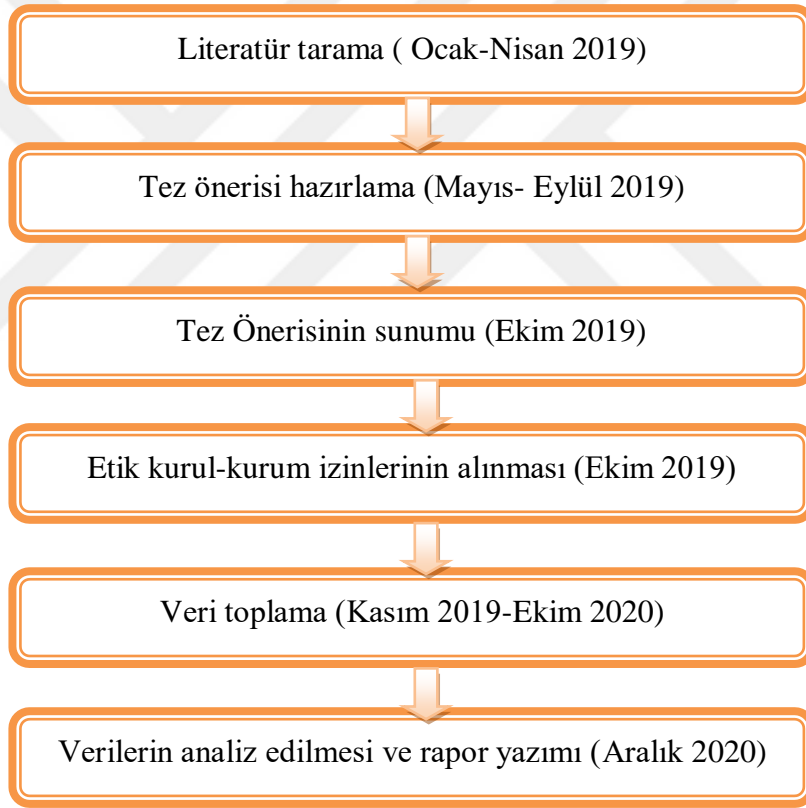 Literatür tarama ( Ocak-Nisan 2019)
Tez önerisi hazırlama (Mayıs- Eylül 2019)
Tez Önerisinin sunumu (Ekim 2019)
Etik kurul-kurum izinlerinin alınması (Ekim 2019)
Veri toplama (Kasım 2019-Ekim 2020)
Verilerin analiz edilmesi ve rapor yazımı (Aralık 2020)